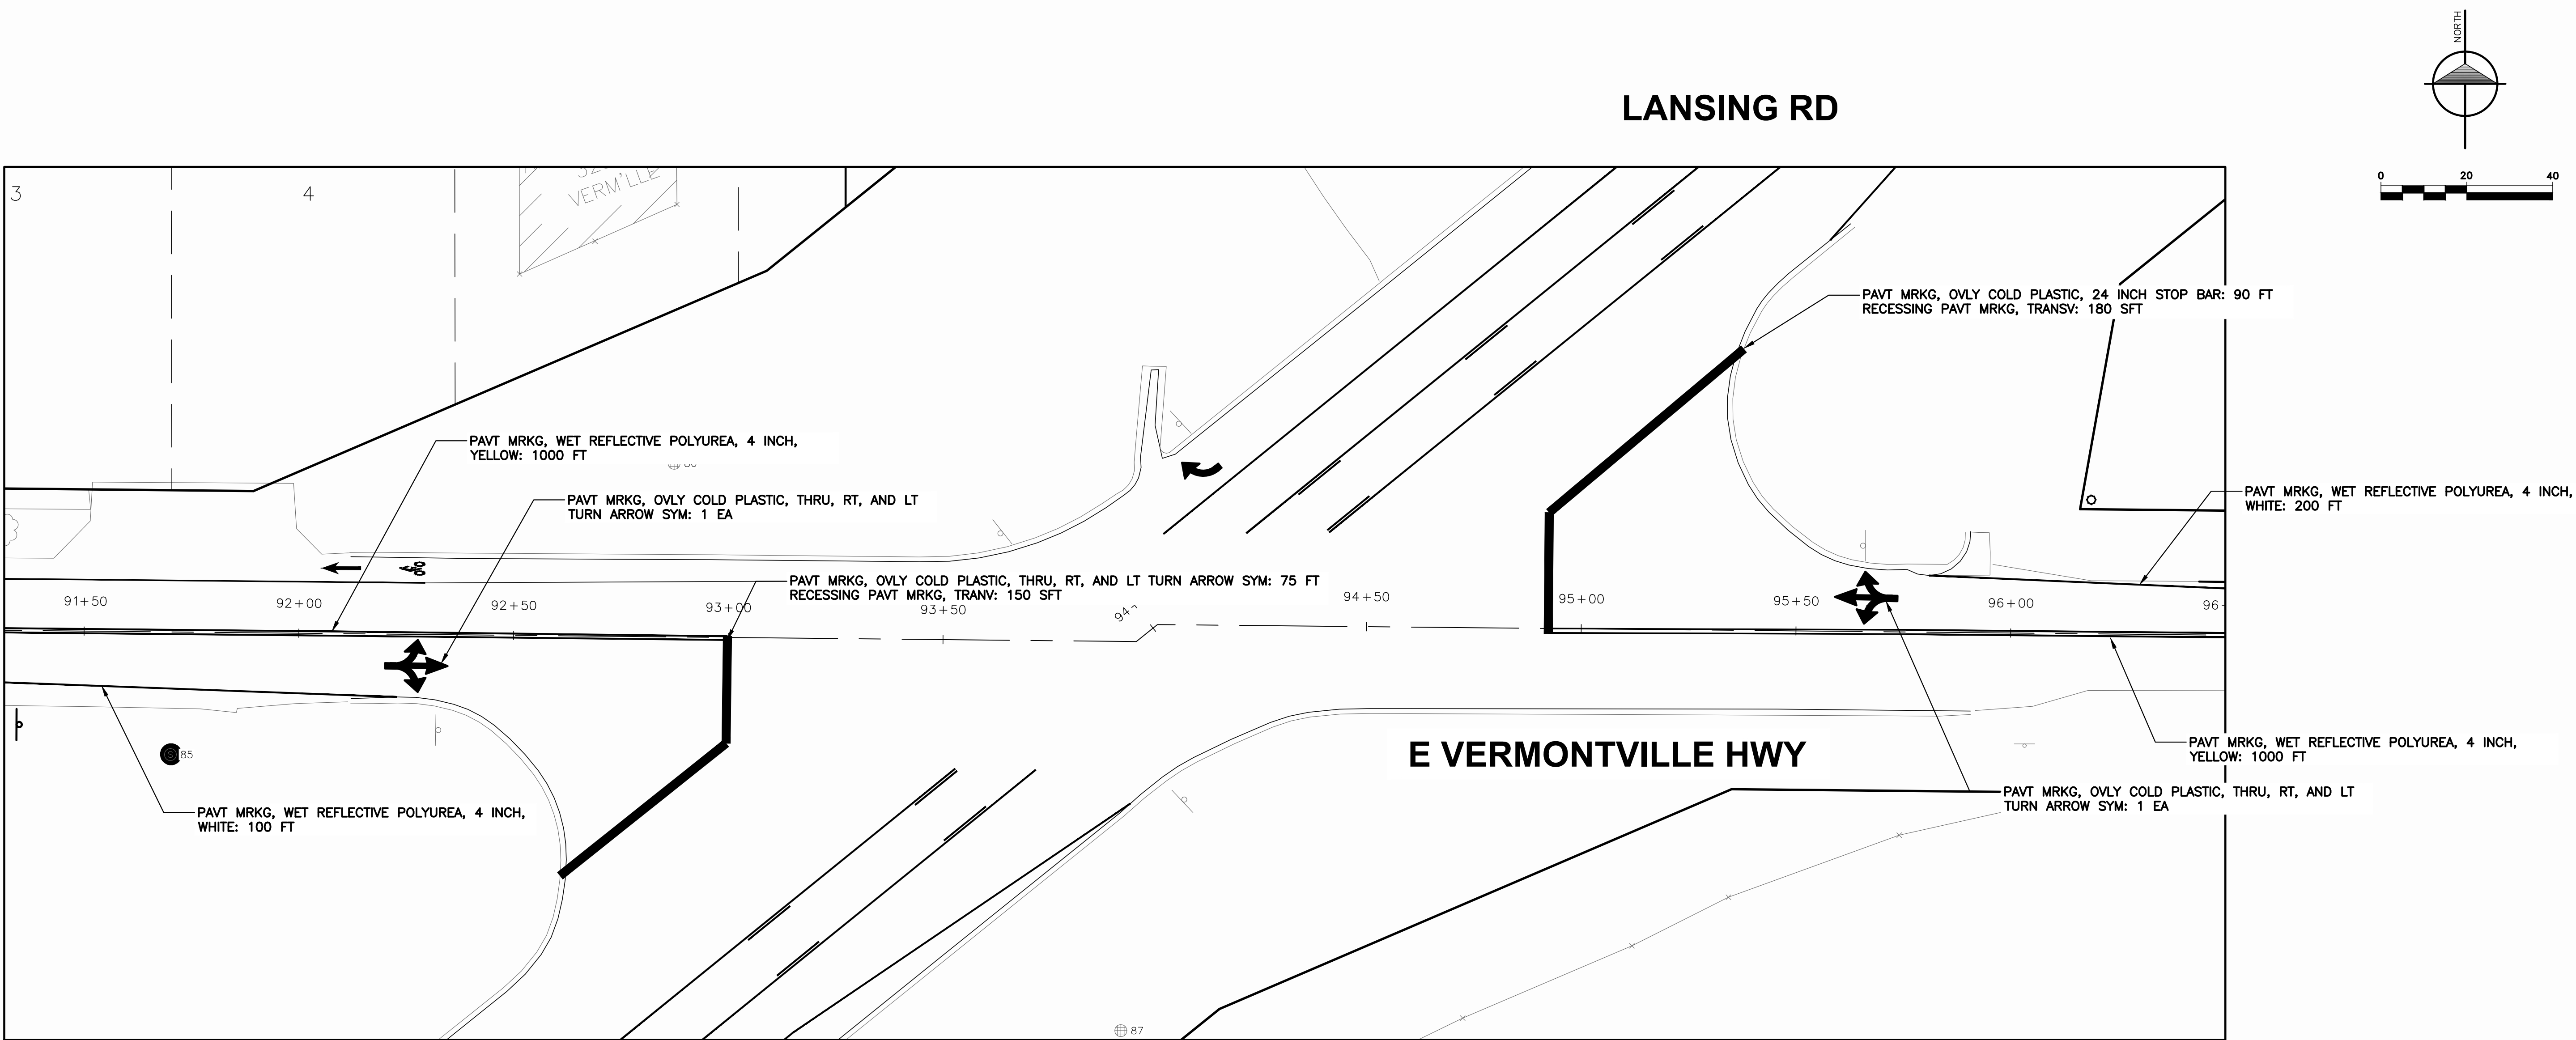 NORTH
LANSING RD
0 20 40
3
4
VERM'LLE
PAVT MRKG, OVLY COLD PLASTIC, 24 INCH STOP BAR: 90 FT
RECESSING PAVT MRKG, TRANSV: 180 SFT
PAVT MRKG, WET REFLECTIVE POLYUREA, 4 INCH,
YELLOW: 1000 FT
PAVT MRKG, OVLY COLD PLASTIC, THRU, RT, AND LT
TURN ARROW SYM: 1 EA
PAVT MRKG, WET REFLECTIVE POLYUREA, 4 INCH,
WHITE: 200 FT
PAVT MRKG, OVLY COLD PLASTIC, THRU, RT, AND LT TURN ARROW SYM: 75 FT
RECESSING PAVT MRKG, TRANV: 150 SFT
91+50
92+00
92+50
93+00
93+50
94+50
95+00
95+50
96+00
96
85
E VERMONTVILLE HWY
PAVT MRKG, WET REFLECTIVE POLYUREA, 4 INCH,
YELLOW: 1000 FT
PAVT MRKG, OVLY COLD PLASTIC, THRU, RT, AND LT
TURN ARROW SYM: 1 EA
PAVT MRKG, WET REFLECTIVE POLYUREA, 4 INCH,
WHITE: 100 FT
87